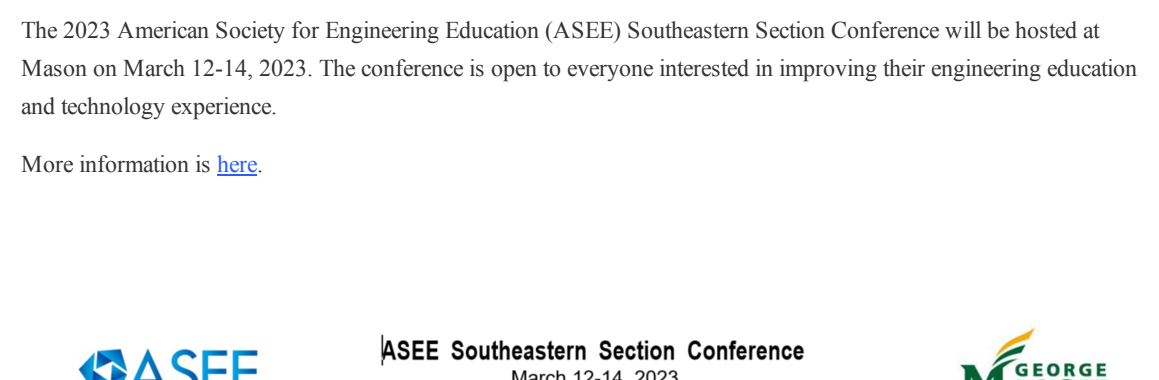 The 2023 American Society for Engineering Education (ASEE) Southeastern Section Conference will be hosted at
Mason on March 12-14, 2023. The conference is open to everyone interested in improving their engineering education
and technology experience.
More information is here.
ASEE Southeastern Section Conference
ASEE
March 12-14, 2023
GEORGE